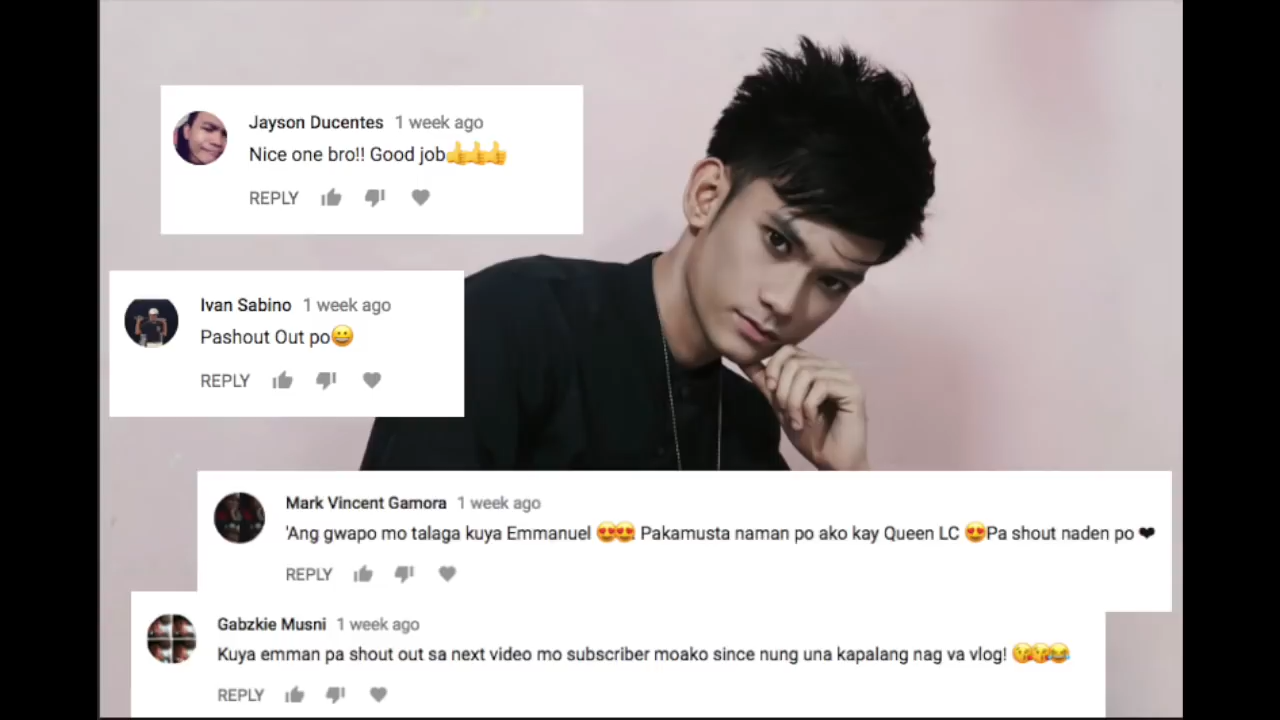 Jayson Ducentes 1 week ago
Nice one bro!! Good job👍👍👍
REPLY
Ivan Sabino 1 week ago
Pashout Out po😀
REPLY
Mark Vincent Gamora 1 week ago
'Ang gwapo mo talaga kuya Emmanuel 😍😍 Pakamusta naman po ako kay Queen LC 😍Pa shout naden po ❤
REPLY
Gabzkie Musni 1 week ago
Kuya emman pa shout out sa next video mo subscriber moako since nung una kapalang nag va vlog! 😘😘😂
REPLY